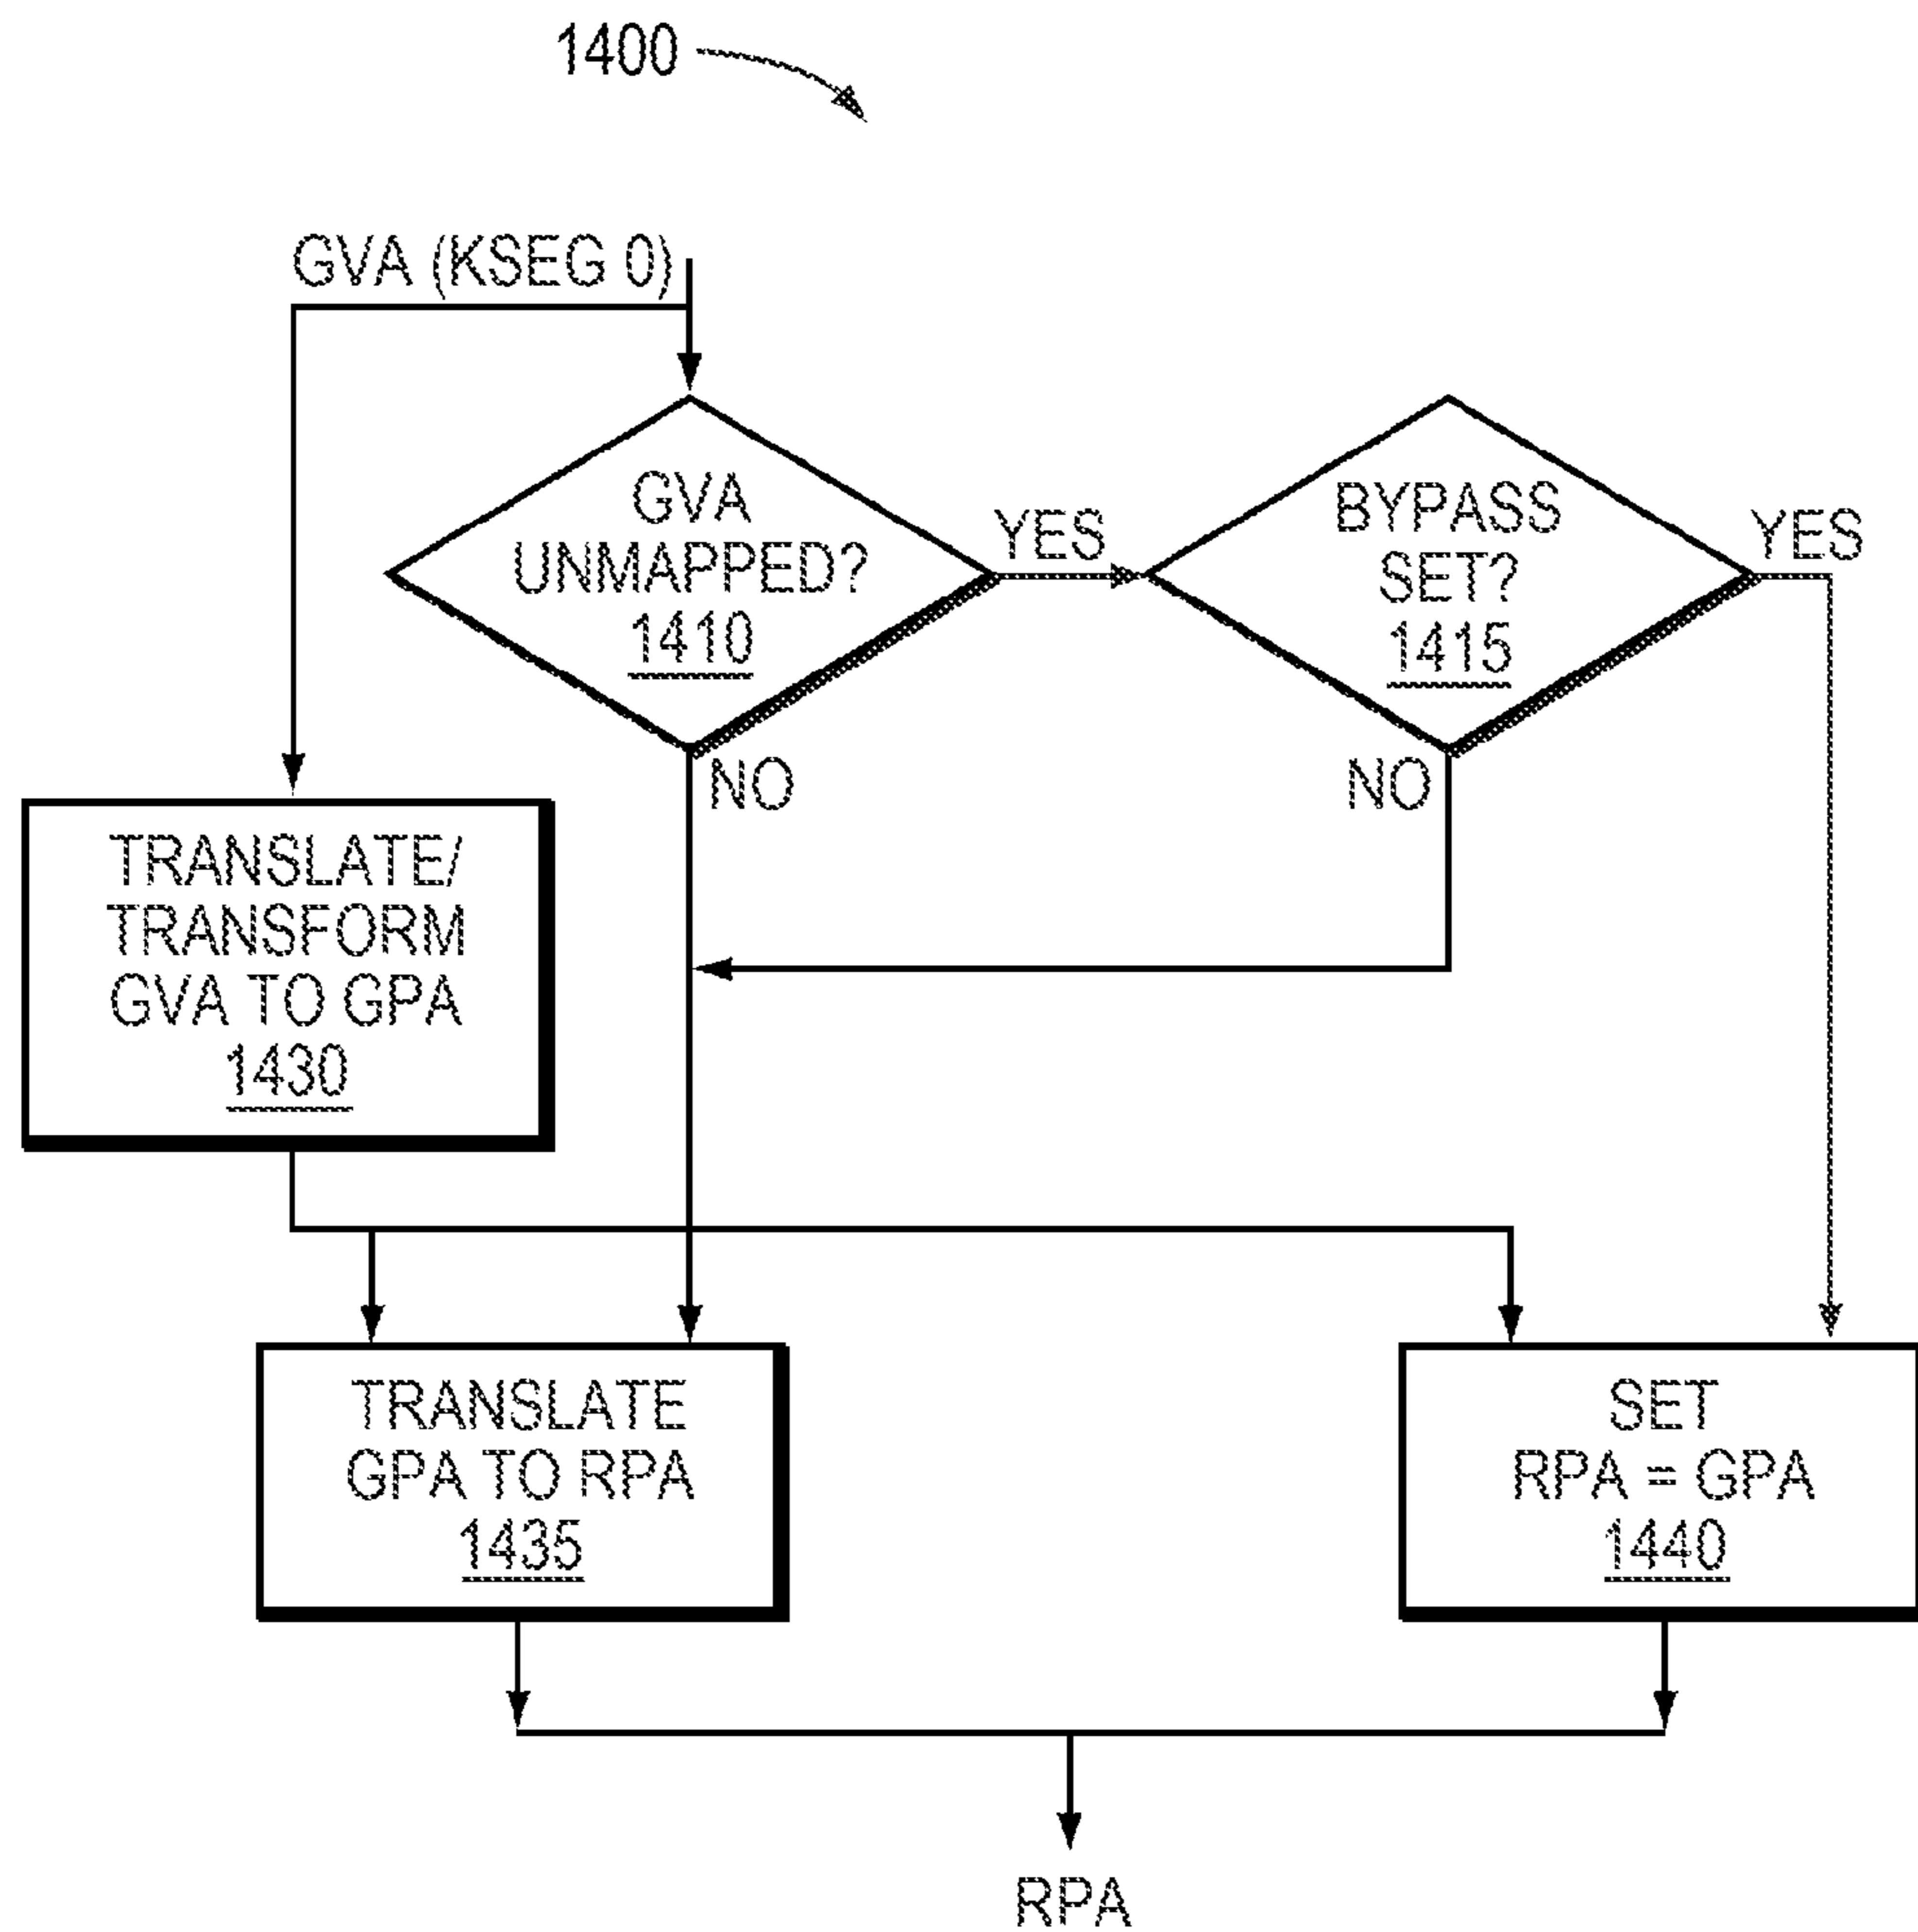 1400
GVA (KSEG 0)
GVA
UNMAPPED?
1410
YES
BYPASS
SET?
1415
YES
NO
NO
TRANSLATE/
TRANSFORM
GVA TO GPA
1430
TRANSLATE
GPA TO RPA
1435
SET
RPA = GPA
1440
RPA